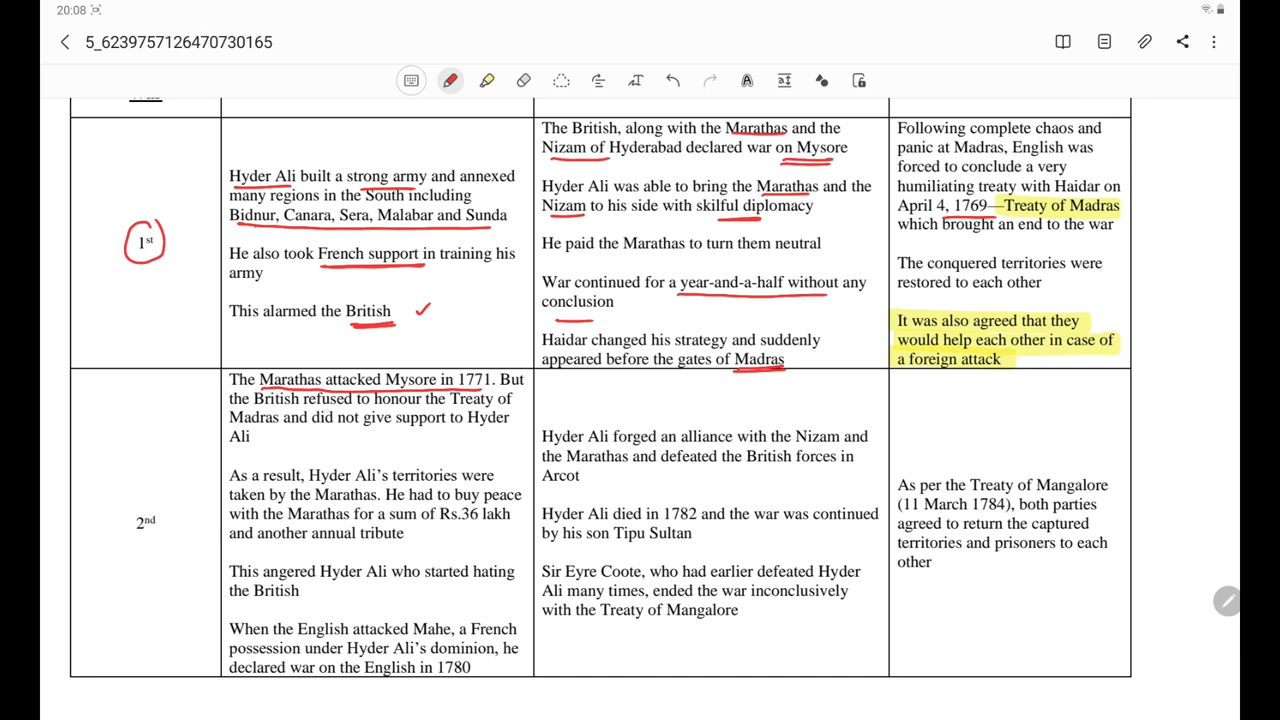 20:08
5_6239757126470730165
1st
Hyder Ali built a strong army and annexed
many regions in the South including
Bidnur, Canara, Sera, Malabar and Sunda
He also took French support in training his
army
This alarmed the British
The British, along with the Marathas and the
Nizam of Hyderabad declared war on Mysore
Hyder Ali was able to bring the Marathas and the
Nizam to his side with skilful diplomacy
He paid the Marathas to turn them neutral
War continued for a year-and-a-half without any
conclusion
Haidar changed his strategy and suddenly
appeared before the gates of Madras
Following complete chaos and
panic at Madras, English was
forced to conclude a very
humiliating treaty with Haidar on
April 4, 1769—Treaty of Madras
which brought an end to the war
The conquered territories were
restored to each other
It was also agreed that they
would help each other in case of
a foreign attack
2nd
The Marathas attacked Mysore in 1771. But
the British refused to honour the Treaty of
Madras and did not give support to Hyder
Ali
As a result, Hyder Ali's territories were
taken by the Marathas. He had to buy peace
with the Marathas for a sum of Rs.36 lakh
and another annual tribute
This angered Hyder Ali who started hating
the British
When the English attacked Mahe, a French
possession under Hyder Ali's dominion, he
declared war on the English in 1780
Hyder Ali forged an alliance with the Nizam and
the Marathas and defeated the British forces in
Arcot
Hyder Ali died in 1782 and the war was continued
by his son Tipu Sultan
Sir Eyre Coote, who had earlier defeated Hyder
Ali many times, ended the war inconclusively
with the Treaty of Mangalore
As per the Treaty of Mangalore
(11 March 1784), both parties
agreed to return the captured
territories and prisoners to each
other